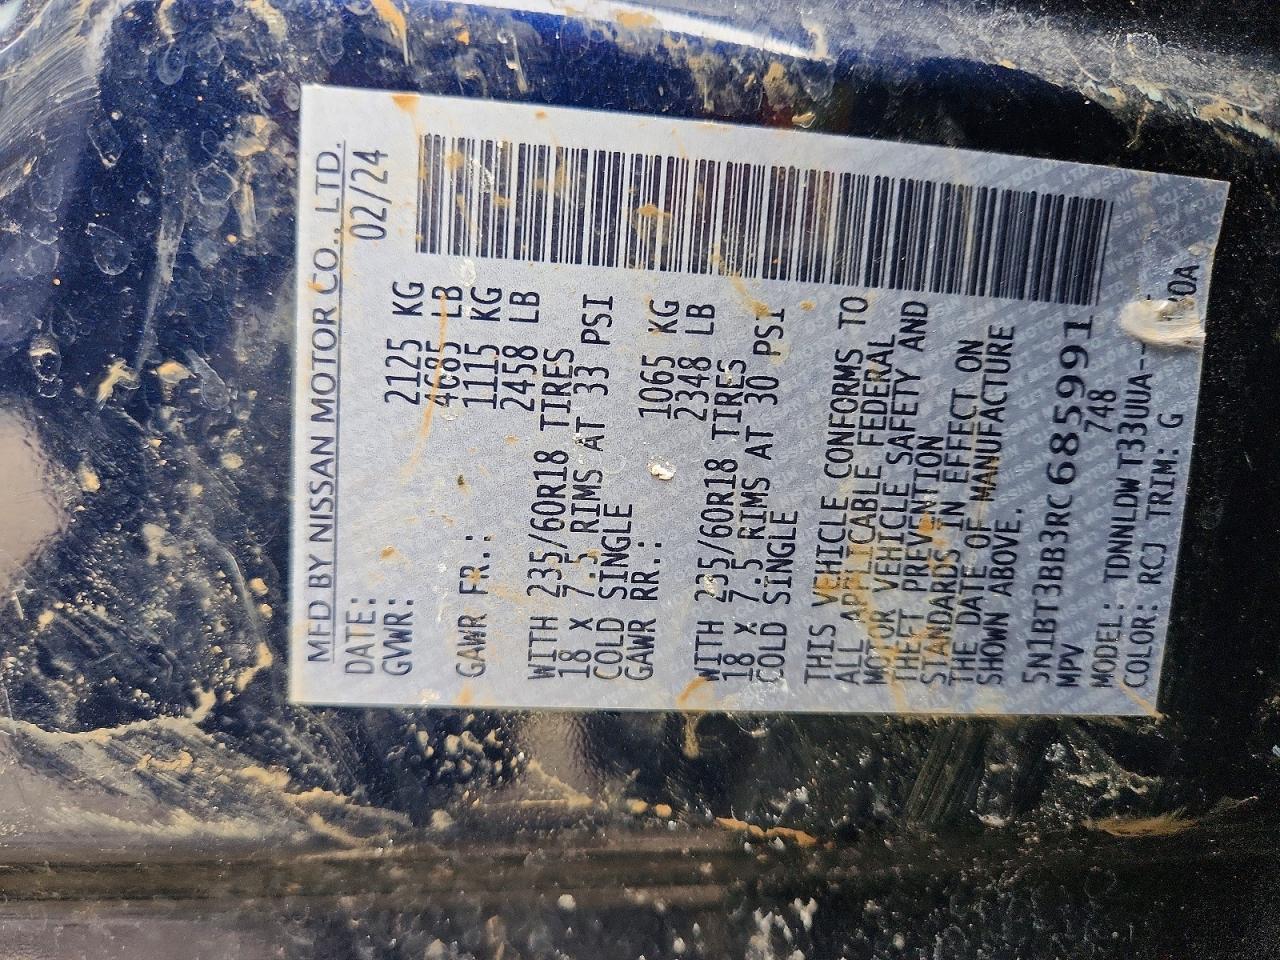 MFD BY NISSAN MOTOR CO., LTD.
DATE: 02/24
GVWR: 2125 KG
4685 LB
GAWR FR.: 1115 KG
2458 LB
WITH 235/60R18 TIRES
18 X 7.5 RIMS AT 33 PSI
COLD SINGLE
GAWR RR.: 1065 KG
2348 LB
WITH 235/60R18 TIRES
18 X 7.5 RIMS AT 30 PSI
COLD SINGLE
THIS VEHICLE CONFORMS TO
ALL APPLICABLE FEDERAL
MOTOR VEHICLE SAFETY AND
THEFT PREVENTION
STANDARDS IN EFFECT ON
THE DATE OF MANUFACTURE
SHOWN ABOVE.
5N1BT3BB3RC685991
MPV 748
MODEL: TDNNLDWT33UUA--
COLOR: RCJ TRIM: G